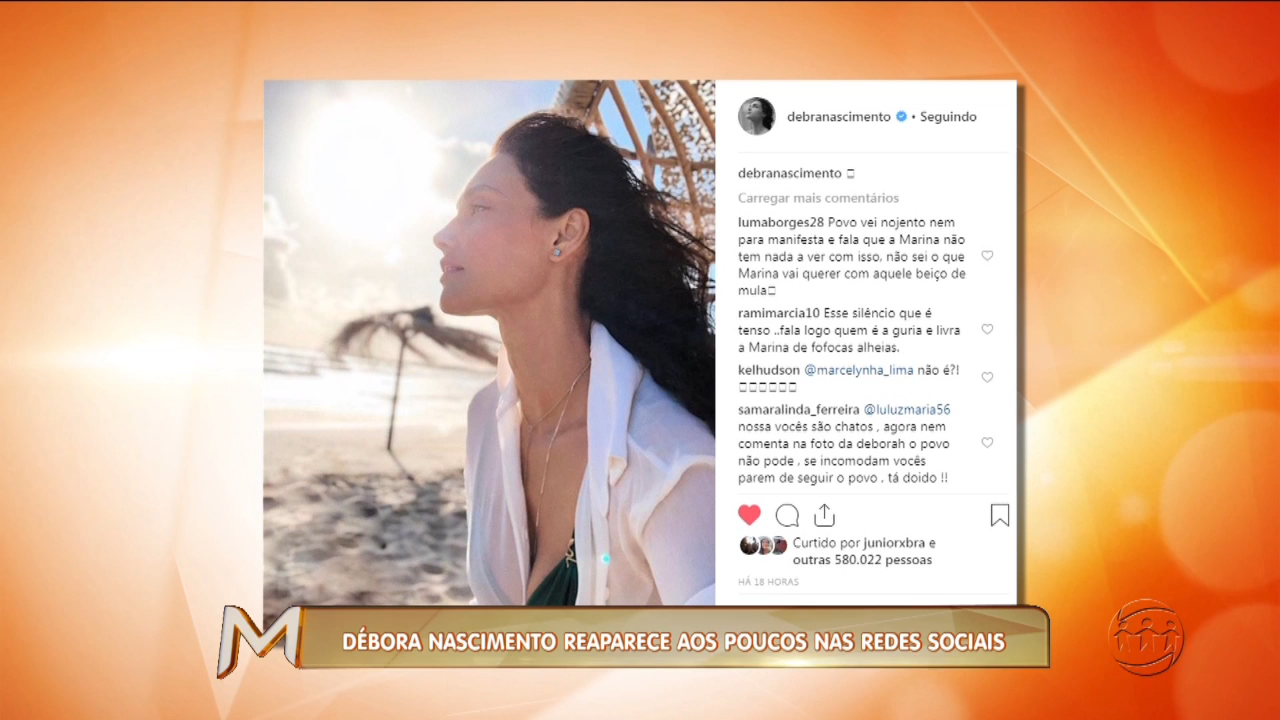 debranascimento • Seguindo
debranascimento
Carregar mais comentários
lumaborges28 Povo vei nojento nem
para manifesta e fala que a Marina não
tem nada a ver com isso, não sei o que
Marina vai querer com aquele beiço de
mula
ramimarcia10 Esse silêncio que é
tenso ..fala logo quem é a guria e livra
a Marina de fofocas alheias.
kelhudson @marcelynha_lima não é?!
samaralinda_ferreira @luluzmaria56
nossa vocês são chatos , agora nem
comenta na foto da deborah o povo
não pode , se incomodam vocês
parem de seguir o povo , tá doido !!
Curtido por juniorxbra e
outras 580.022 pessoas
HÁ 18 HORAS
M
DÉBORA NASCIMENTO REAPARECE AOS POUCOS NAS REDES SOCIAIS